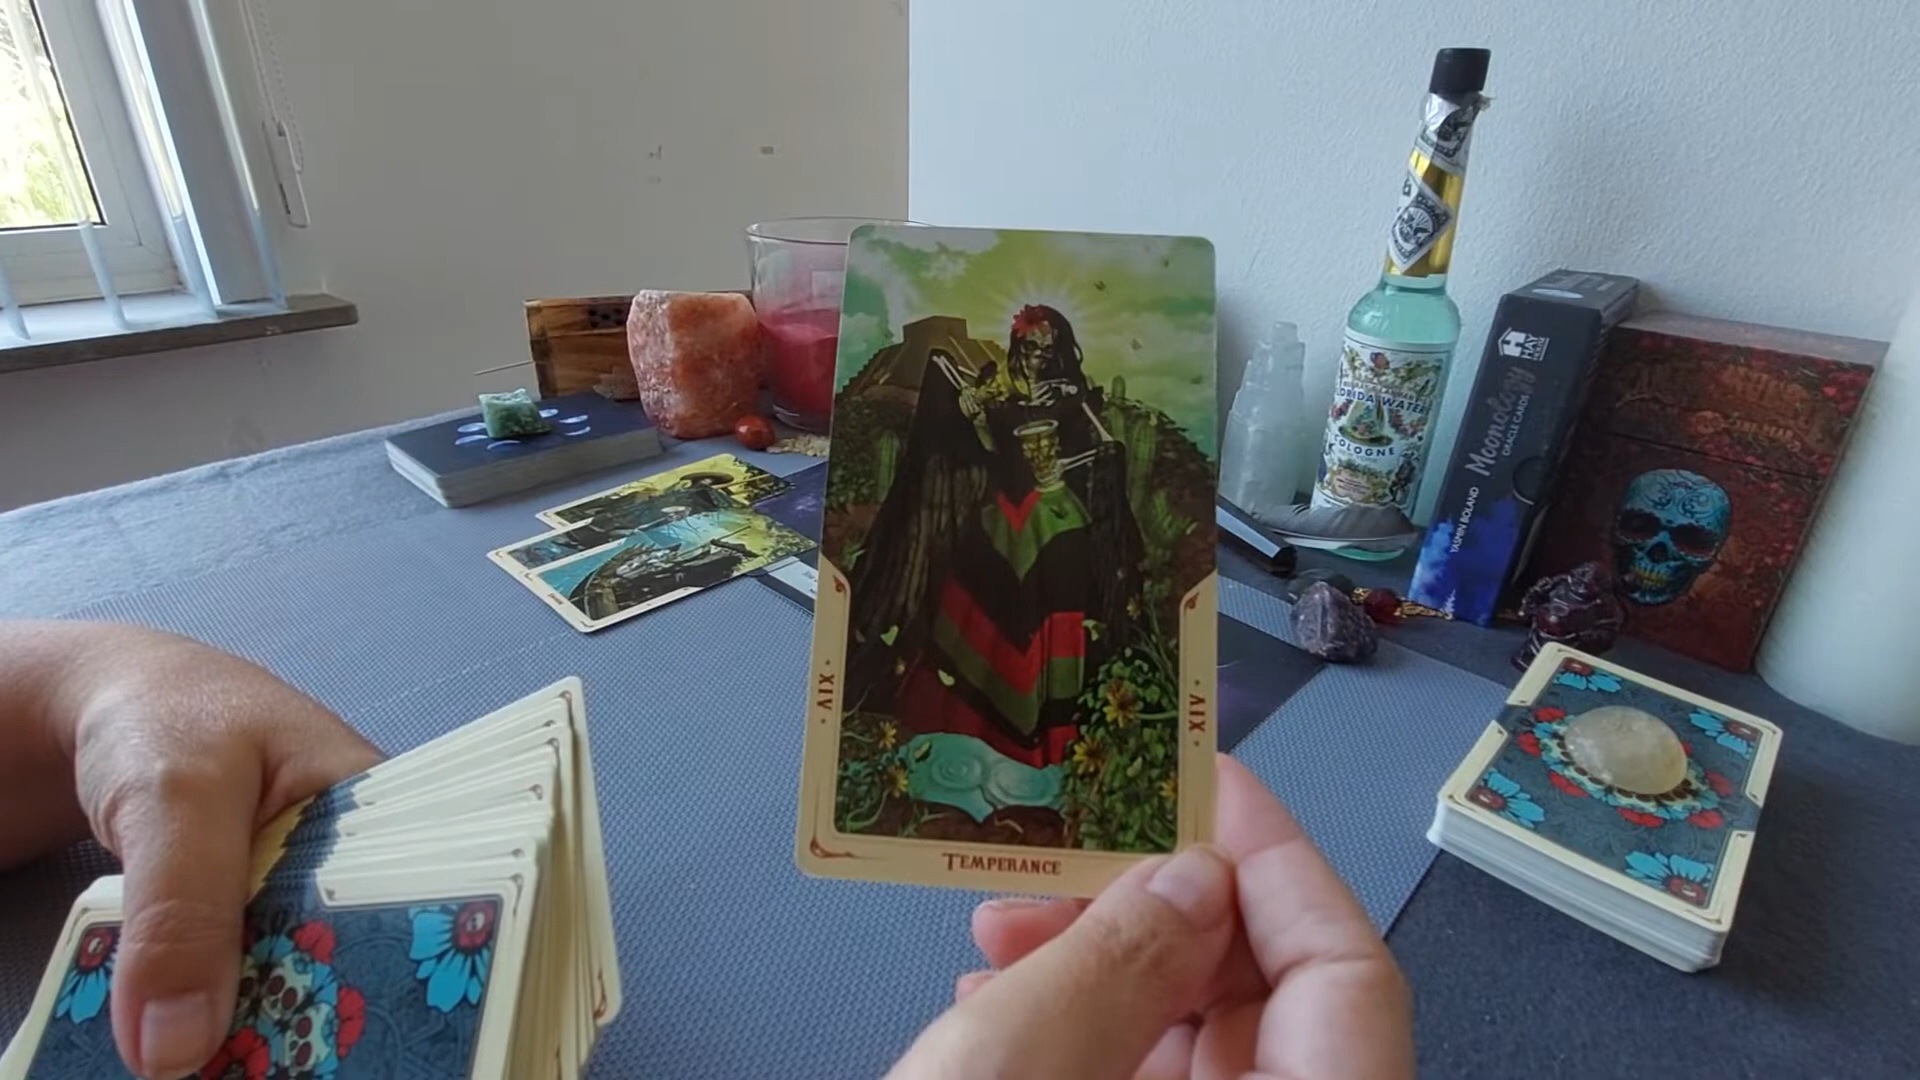 XIV
XIV
TEMPERANCE
FLORIDA WATER
COLOGNE
HAY
HOUSE
Moonology
ORACLE CARDS
YASMIN BOLAND